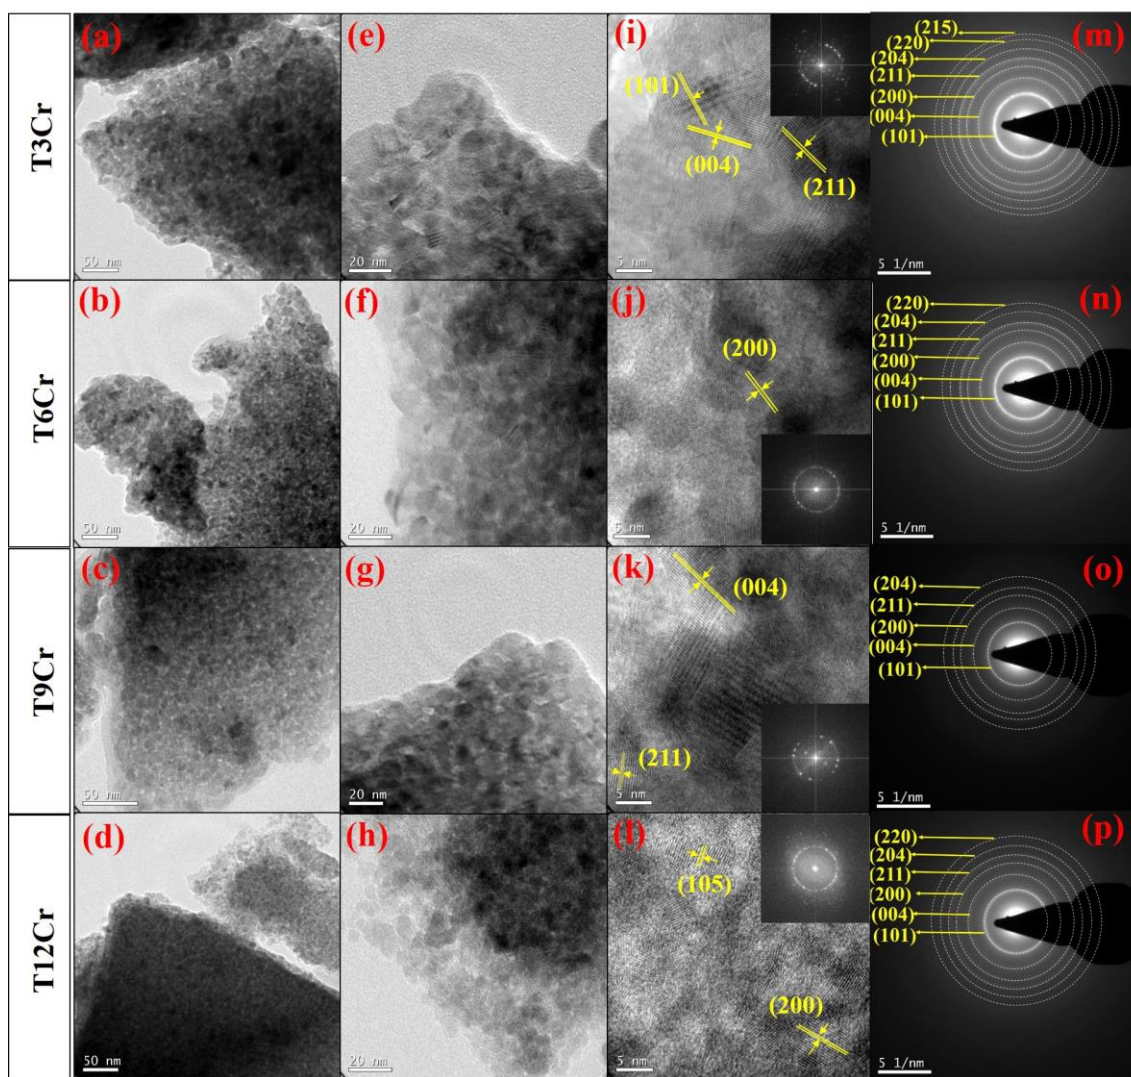 T3Cr
(a)
50 nm
(e)
20 nm
(i)
(101)
(004)
(211)
5 nm
(m)
(215)
(220)
(204)
(211)
(200)
(004)
(101)
5 1/nm
T6Cr
(b)
50 nm
(f)
20 nm
(j)
(200)
5 nm
(n)
(220)
(204)
(211)
(200)
(004)
(101)
5 1/nm
T9Cr
(c)
50 nm
(g)
20 nm
(k)
(004)
(211)
5 nm
(o)
(204)
(211)
(200)
(004)
(101)
5 1/nm
T12Cr
(d)
50 nm
(h)
20 nm
(l)
(105)
(200)
5 nm
(p)
(220)
(204)
(211)
(200)
(004)
(101)
5 1/nm